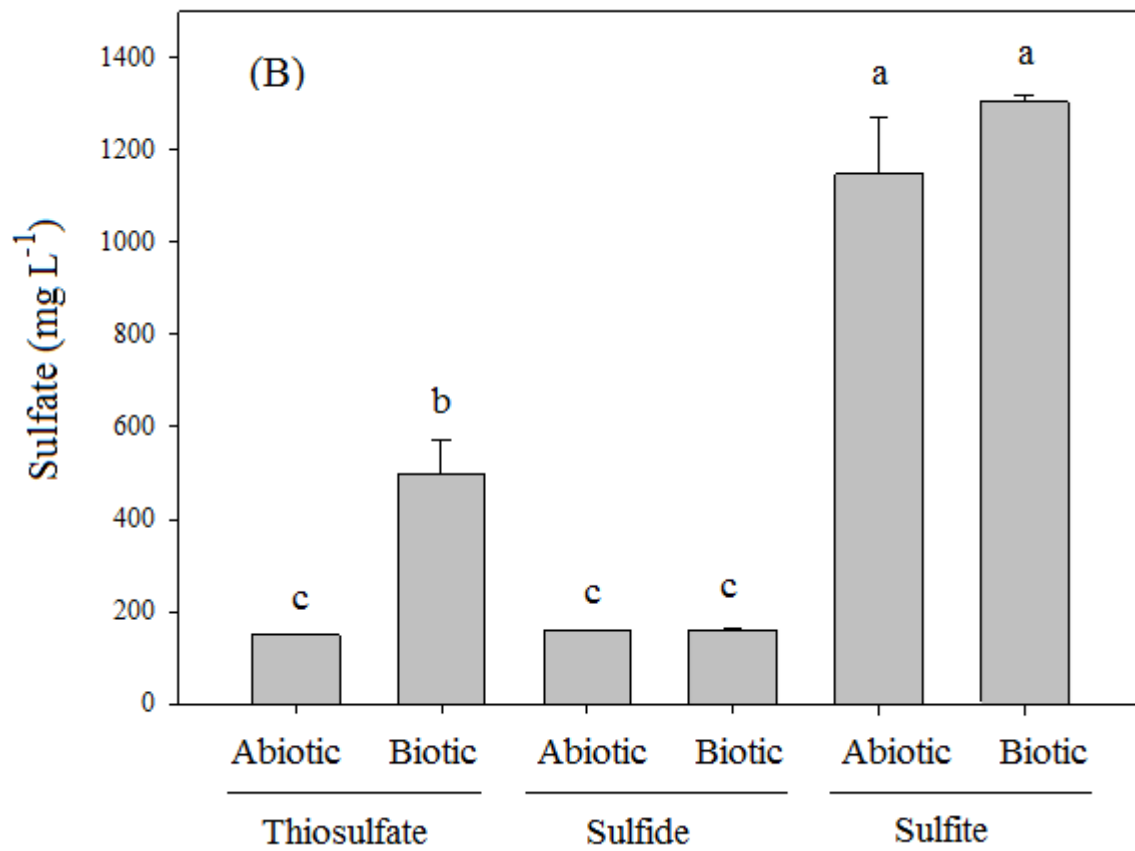 (B)
Sulfate (mg L⁻¹)
1400
1200
1000
800
600
400
200
0
c
b
c
c
a
a
Abiotic Biotic Abiotic Biotic Abiotic Biotic
Thiosulfate Sulfide Sulfite